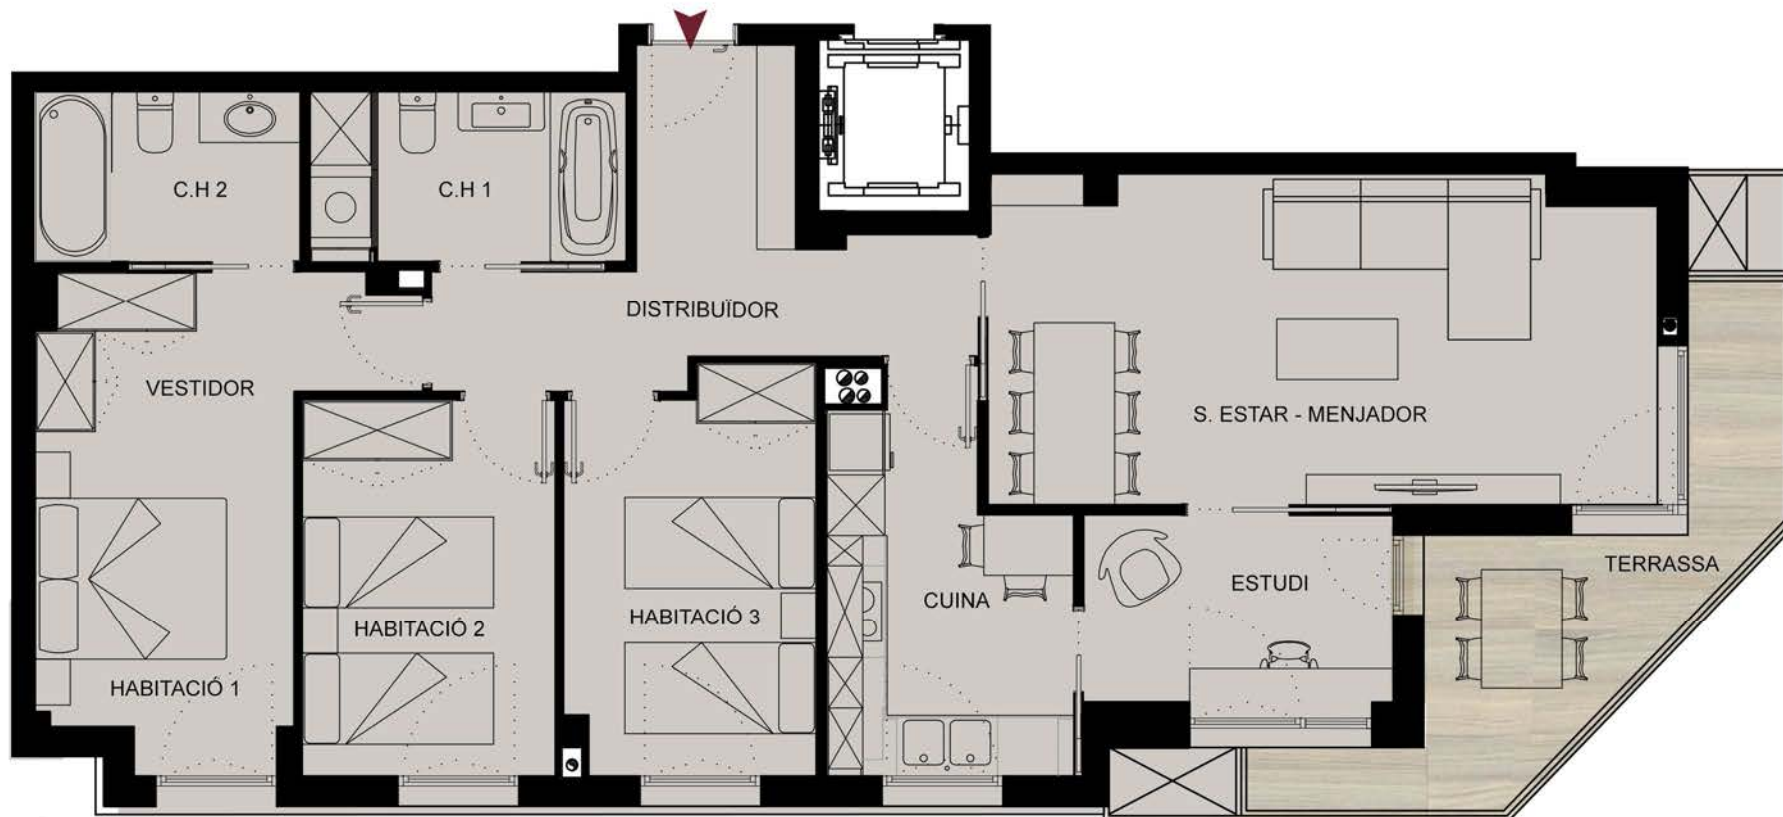 C.H 2
C.H 1
DISTRIBUÏDOR
VESTIDOR
S. ESTAR - MENJADOR
TERRASSA
ESTUDI
CUINA
HABITACIÓ 3
HABITACIÓ 2
HABITACIÓ 1